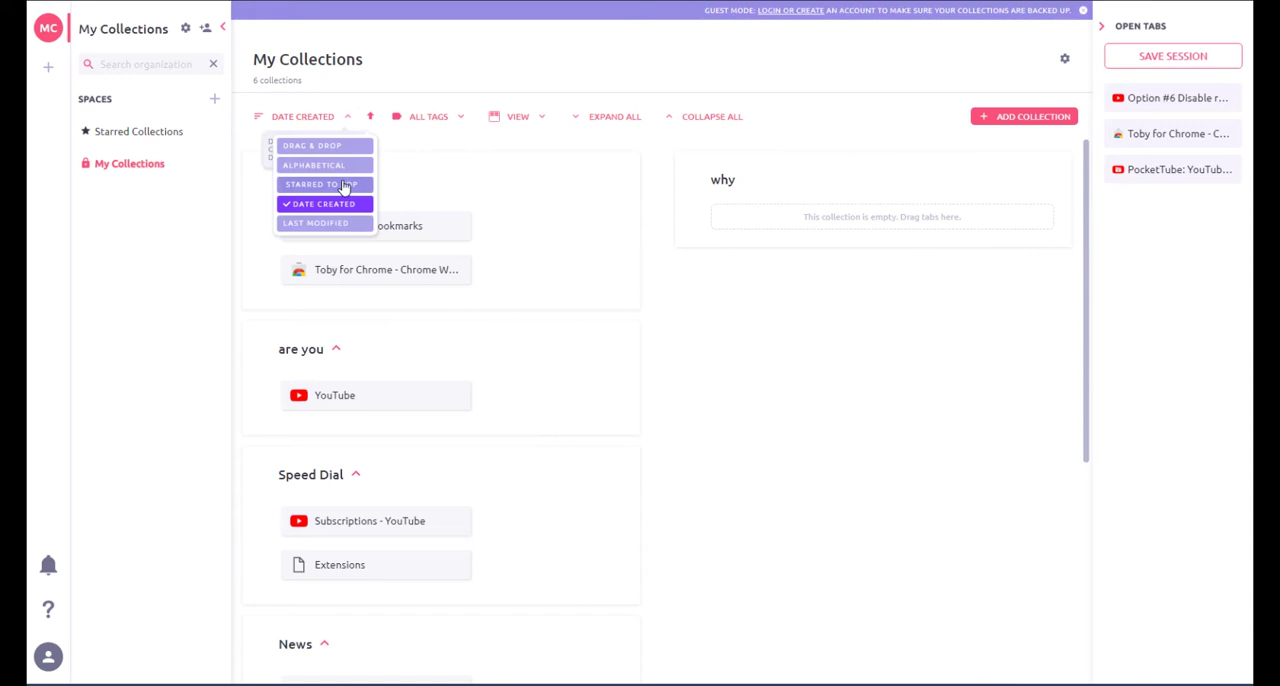 GUEST MODE: LOGIN OR CREATE AN ACCOUNT TO MAKE SURE YOUR COLLECTIONS ARE BACKED UP.
MC
My Collections
Search organization
SPACES
Starred Collections
My Collections
?
My Collections
6 collections
DATE CREATED
ALL TAGS
VIEW
EXPAND ALL
COLLAPSE ALL
ADD COLLECTION
DRAG & DROP
ALPHABETICAL
STARRED TO TOP
DATE CREATED
LAST MODIFIED
ookmarks
Toby for Chrome - Chrome W...
are you
YouTube
Speed Dial
Subscriptions - YouTube
Extensions
News
why
This collection is empty. Drag tabs here.
OPEN TABS
SAVE SESSION
Option #6 Disable r...
Toby for Chrome - C...
PocketTube: YouTub...